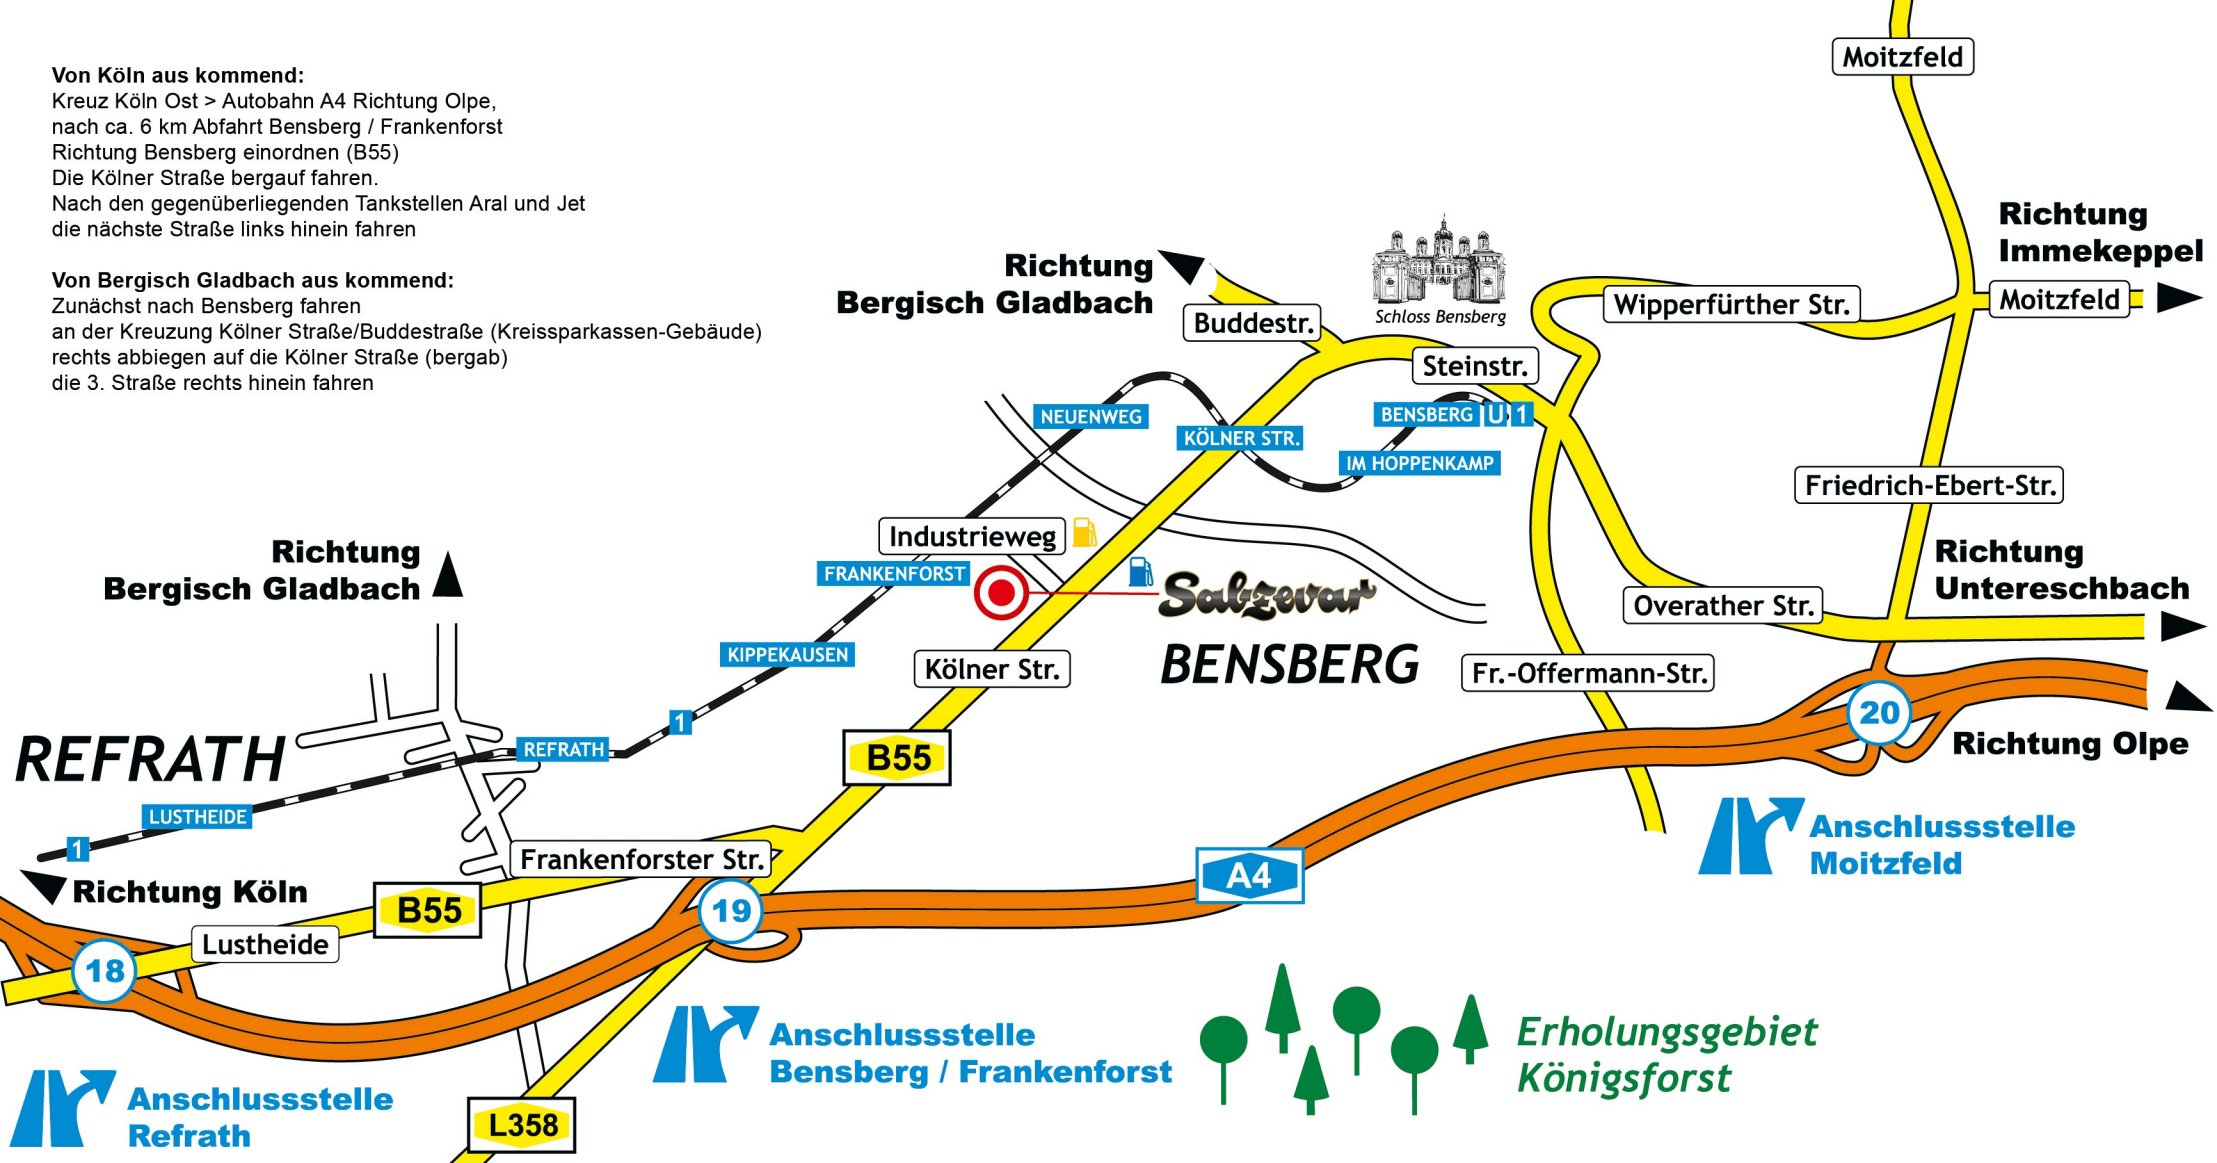 Von Köln aus kommend:
Kreuz Köln Ost > Autobahn A4 Richtung Olpe,
nach ca. 6 km Abfahrt Bensberg / Frankenforst
Richtung Bensberg einordnen (B55)
Die Kölner Straße bergauf fahren.
Nach den gegenüberliegenden Tankstellen Aral und Jet
die nächste Straße links hinein fahren
Von Bergisch Gladbach aus kommend:
Zunächst nach Bensberg fahren
an der Kreuzung Kölner Straße/Buddestraße (Kreissparkassen-Gebäude)
rechts abbiegen auf die Kölner Straße (bergab)
die 3. Straße rechts hinein fahren
Moitzfeld
Richtung
Immekeppel
Moitzfeld
Wipperfürther Str.
Richtung
Bergisch Gladbach
Buddestr.
Schloss Bensberg
Steinstr.
NEUENWEG
KÖLNER STR.
BENSBERG U 1
IM HOPPENKAMP
Friedrich-Ebert-Str.
Industrieweg
FRANKENFORST
Salzevar
BENSBERG
Richtung
Untereschbach
Overather Str.
Richtung
Bergisch Gladbach
KIPPEKAUSEN
Kölner Str.
Fr.-Offermann-Str.
1
20
Richtung Olpe
REFRATH
REFRATH
B55
LUSTHEIDE
1
Anschlussstelle
Moitzfeld
Frankenforster Str.
A4
Richtung Köln
B55
19
Lustheide
18
Anschlussstelle
Bensberg / Frankenforst
Erholungsgebiet
Königsforst
Anschlussstelle
Refrath
L358